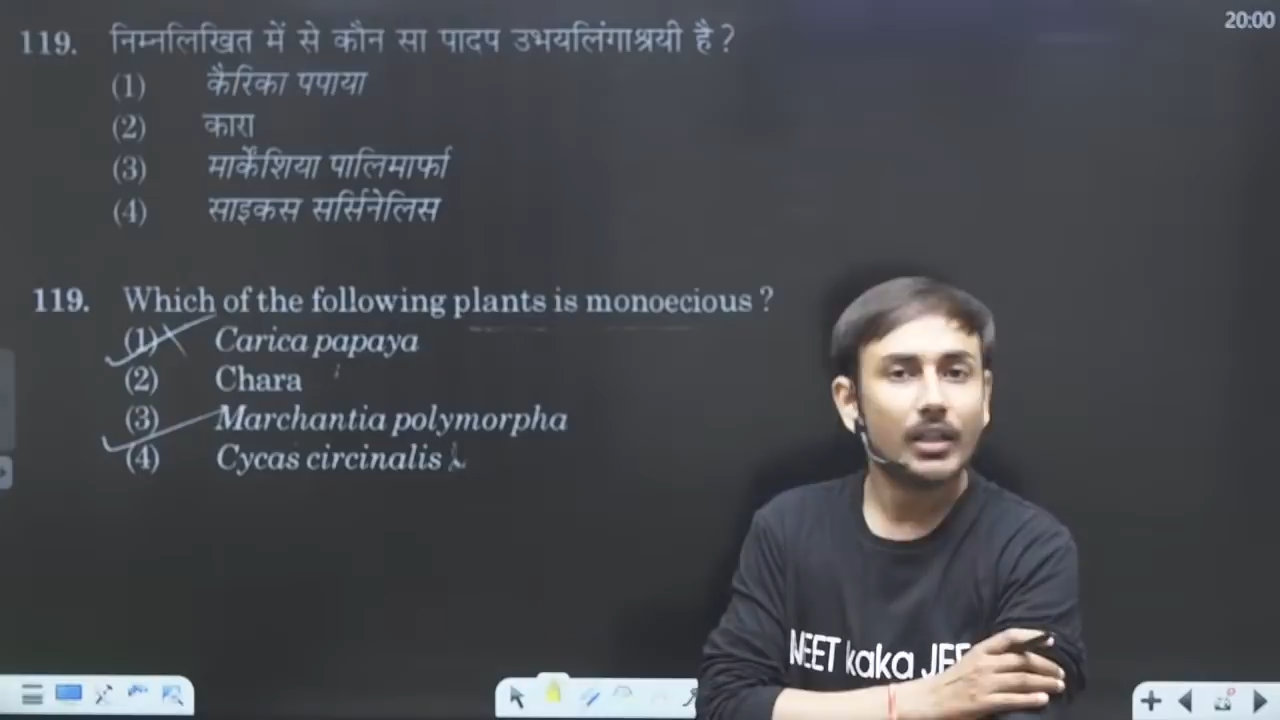 20:00
119. निम्नलिखित में से कौन सा पादप उभयलिंगाश्रयी है ?
(1) कैरिका पपाया
(2) कारा
(3) मार्केंशिया पालिमार्फा
(4) साइकस सर्सिनेलिस
119. Which of the following plants is monoecious ?
(1) Carica papaya
(2) Chara
(3) Marchantia polymorpha
(4) Cycas circinalis
NEET kaka JEE